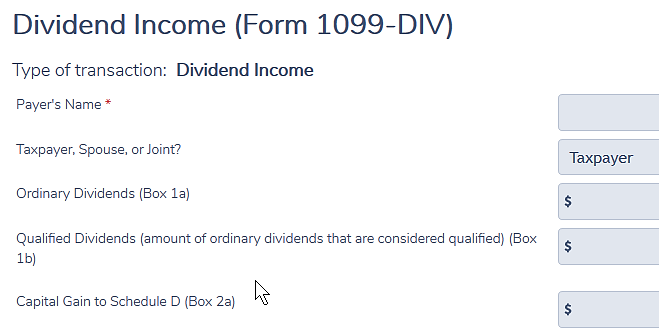 Dividend Income (Form 1099-DIV)
Type of transaction: Dividend Income
Payer's Name *
Taxpayer, Spouse, or Joint?
Taxpayer
Ordinary Dividends (Box 1a)
$
Qualified Dividends (amount of ordinary dividends that are considered qualified) (Box
1b)
$
Capital Gain to Schedule D (Box 2a)
$